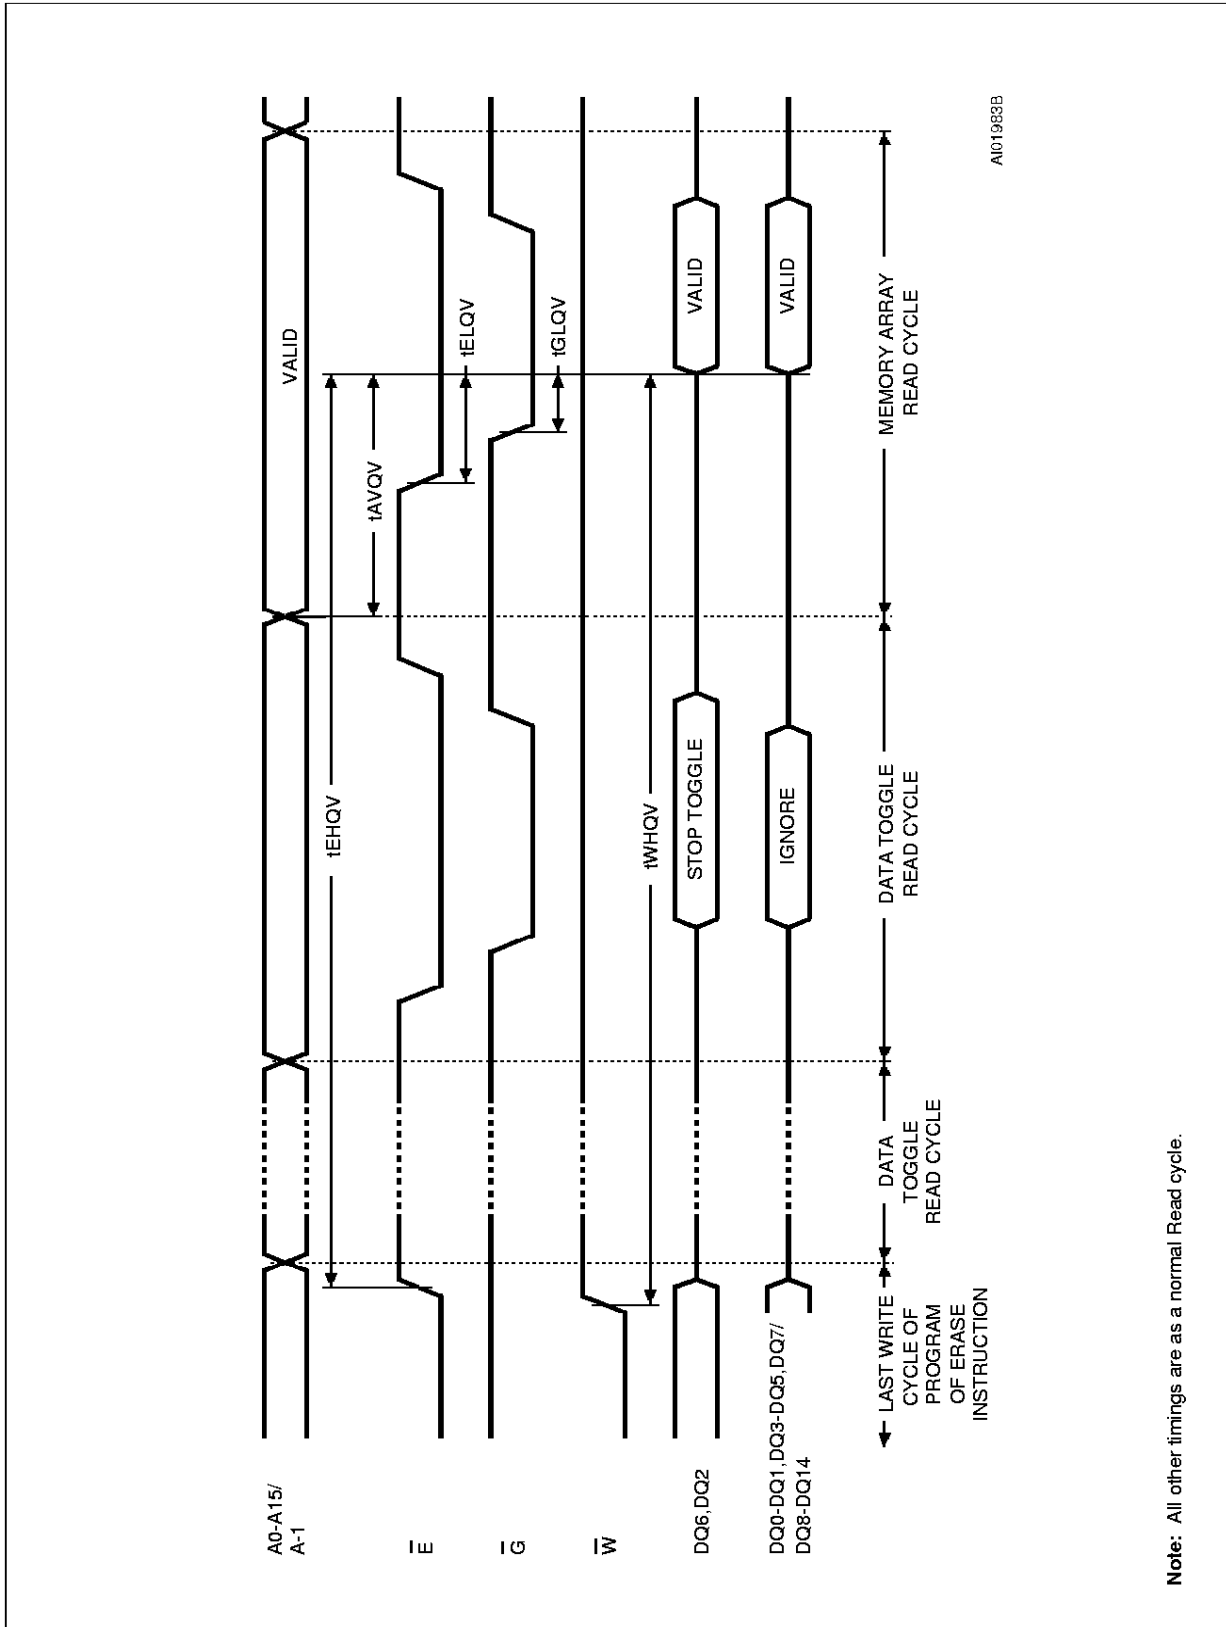 A0-A15/
A-1
VALID
tEHQV
tAVQV
E
tELQV
G
tGLQV
W
tWHQV
DQ6,DQ2
STOP TOGGLE
VALID
DQ0-DQ1,DQ3-DQ5,DQ7/
DQ8-DQ14
IGNORE
VALID
LAST WRITE
CYCLE OF
PROGRAM
OF ERASE
INSTRUCTION
DATA
TOGGLE
READ CYCLE
DATA TOGGLE
READ CYCLE
MEMORY ARRAY
READ CYCLE
AI01983B
Note: All other timings are as a normal Read cycle.